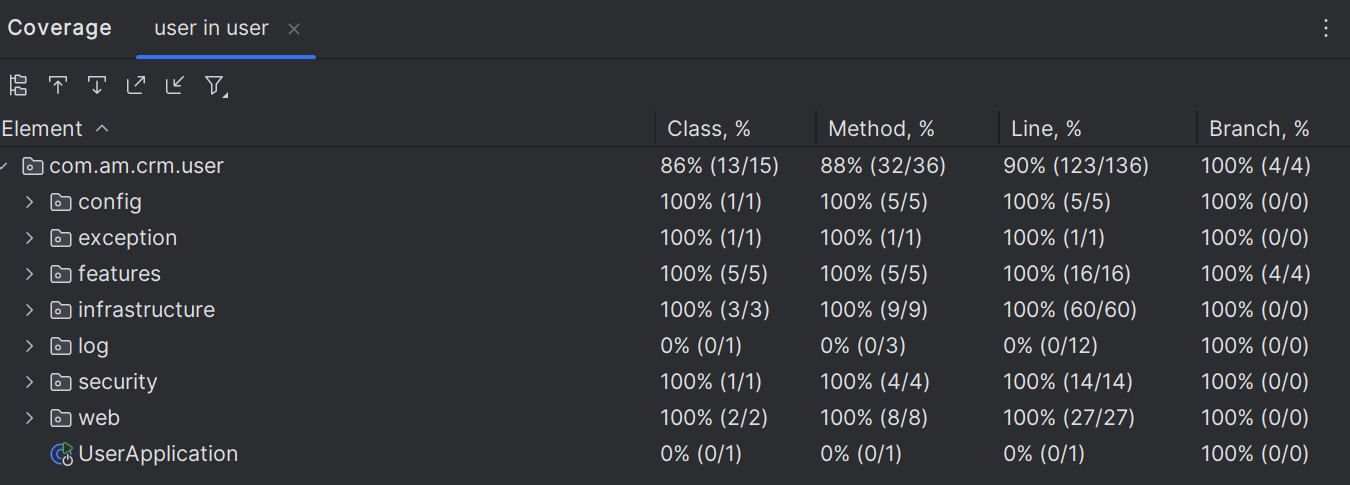 Coverage user in user
Element Class, % Method, % Line, % Branch, %
com.am.crm.user 86% (13/15) 88% (32/36) 90% (123/136) 100% (4/4)
config 100% (1/1) 100% (5/5) 100% (5/5) 100% (0/0)
exception 100% (1/1) 100% (1/1) 100% (1/1) 100% (0/0)
features 100% (5/5) 100% (5/5) 100% (16/16) 100% (4/4)
infrastructure 100% (3/3) 100% (9/9) 100% (60/60) 100% (0/0)
log 0% (0/1) 0% (0/3) 0% (0/12) 100% (0/0)
security 100% (1/1) 100% (4/4) 100% (14/14) 100% (0/0)
web 100% (2/2) 100% (8/8) 100% (27/27) 100% (0/0)
UserApplication 0% (0/1) 0% (0/1) 0% (0/1) 100% (0/0)